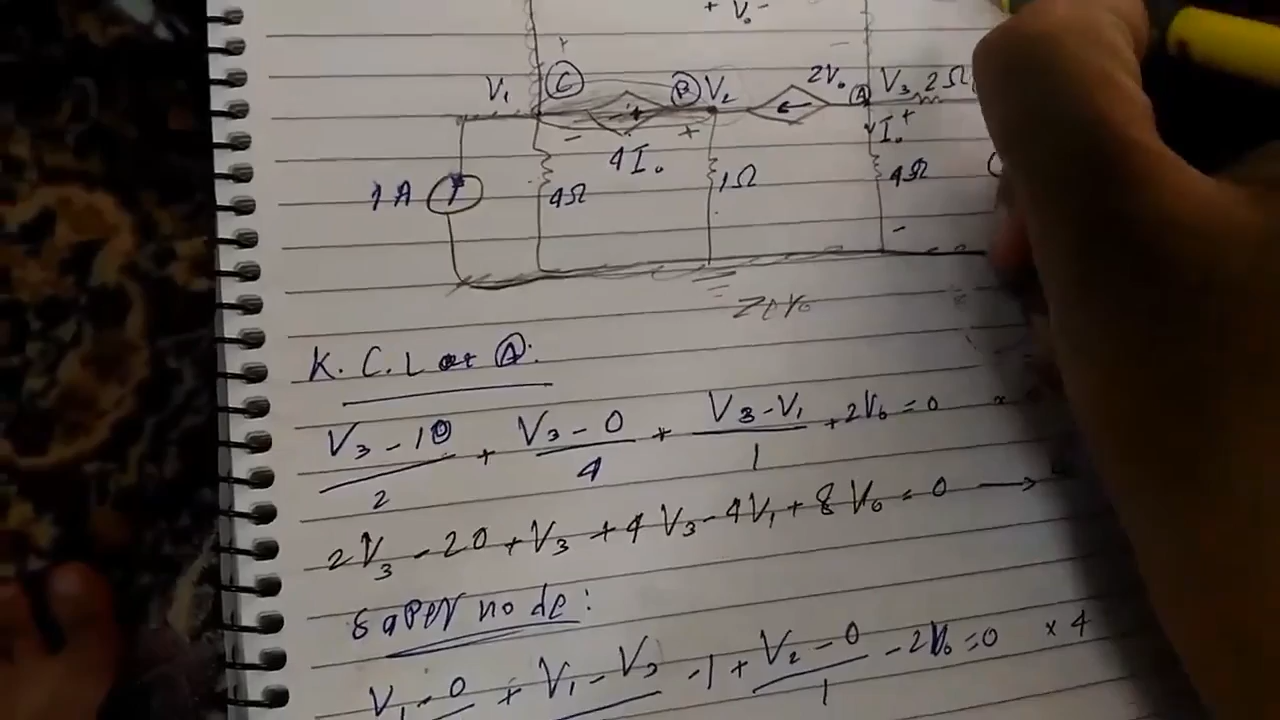 + V₀ -
V₁ + C B V₂ 2V₀ A V₃ 2Ω
- + I₀ +
4I₀
1A 4Ω 1Ω 4Ω
-
K.C.L at A:
(V₃ - 10)/2 + (V₃ - 0)/4 + (V₃ - V₁)/1 + 2V₀ = 0 ×
2V₃ - 20 + V₃ + 4V₃ - 4V₁ + 8V₀ = 0 →
Saper node:
V₁ - 0 + V₁ - V₃ - 1 + (V₂ - 0)/1 - 2V₀ = 0 × 4